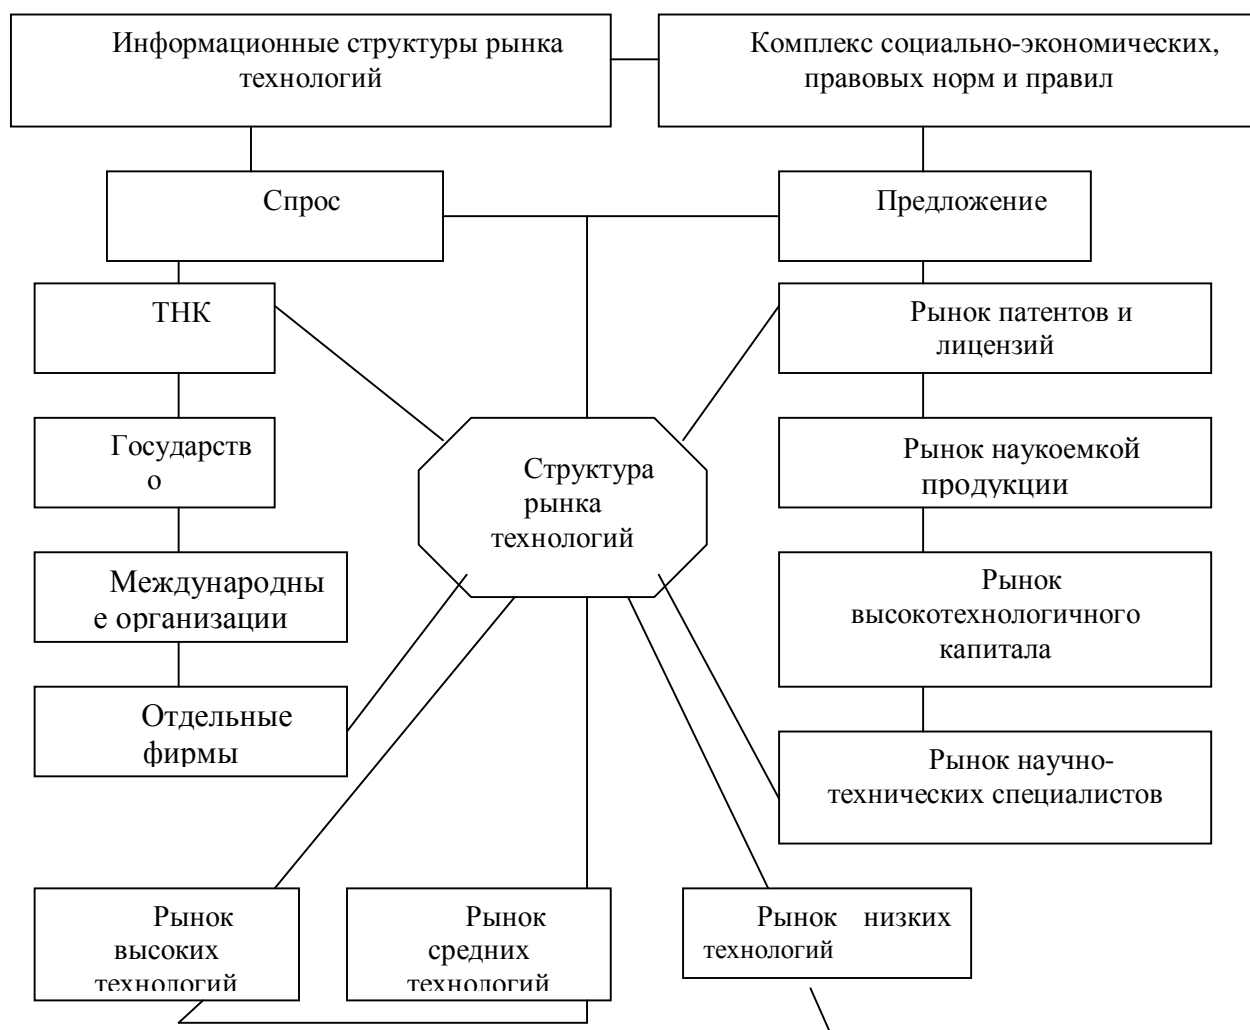 Информационные структуры рынка
технологий
Комплекс социально-экономических,
правовых норм и правил
Спрос
Предложение
ТНК
Рынок патентов и
лицензий
Государств
о
Структура
рынка
технологий
Рынок наукоемкой
продукции
Международны
е организации
Рынок
высокотехнологичного
капитала
Отдельные
фирмы
Рынок научно-
технических специалистов
Рынок
высоких
технологий
Рынок
средних
технологий
Рынок низких
технологий